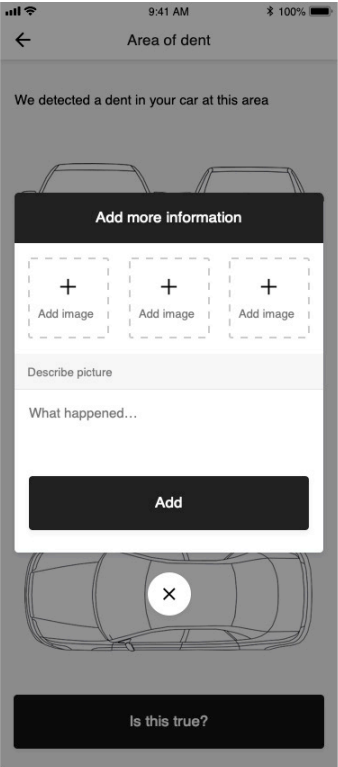 9:41 AM
100%
Area of dent
We detected a dent in your car at this area
Add more information
Add image
Add image
Add image
Describe picture
What happened...
Add
Is this true?